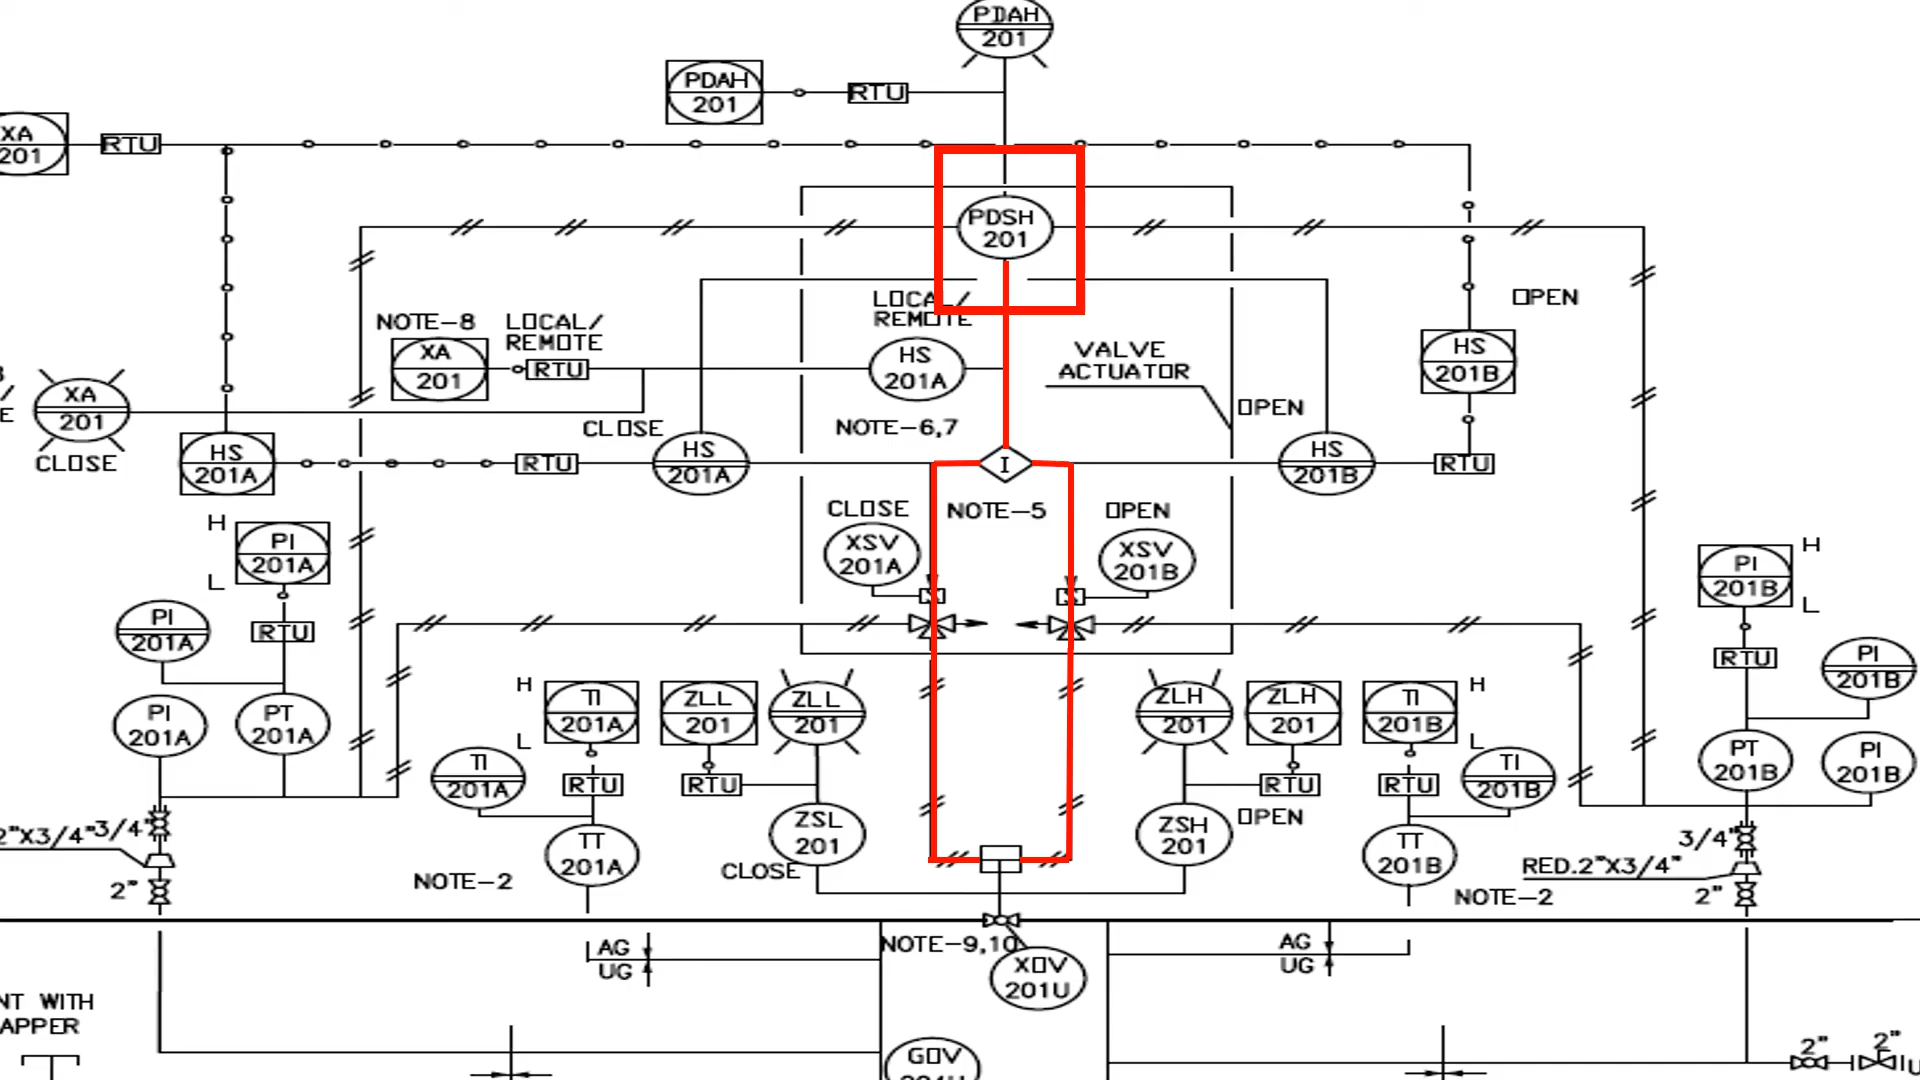 PDAH
201
PDAH
201
RTU
XA
201
RTU
PDSH
201
OPEN
NOTE-8
LOCAL/
REMOTE
LOCAL/
REMOTE
XA
201
RTU
HS
201A
VALVE
ACTUATOR
HS
201B
XA
201
CLOSE
OPEN
NOTE-6,7
CLOSE
HS
201A
RTU
HS
201A
I
HS
201B
RTU
CLOSE
NOTE-5
OPEN
H
PI
201A
L
XSV
201A
XSV
201B
H
PI
201B
L
S
S
PI
201A
RTU
RTU
PI
201B
PI
201A
PT
201A
H
TI
201A
L
ZLL
201
ZLL
201
ZLH
201
ZLH
201
TI
201B
H
L
PT
201B
PI
201B
TI
201A
RTU
RTU
RTU
RTU
TI
201B
OPEN
2"X3/4"
3/4"
ZSL
201
ZSH
201
3/4"
TT
201A
TT
201B
RED.2"X3/4"
CLOSE
2"
NOTE-2
NOTE-2
2"
NOTE-9,10
AG
UG
AG
UG
XOV
201U
NT WITH
APPER
GOV
2"
2"